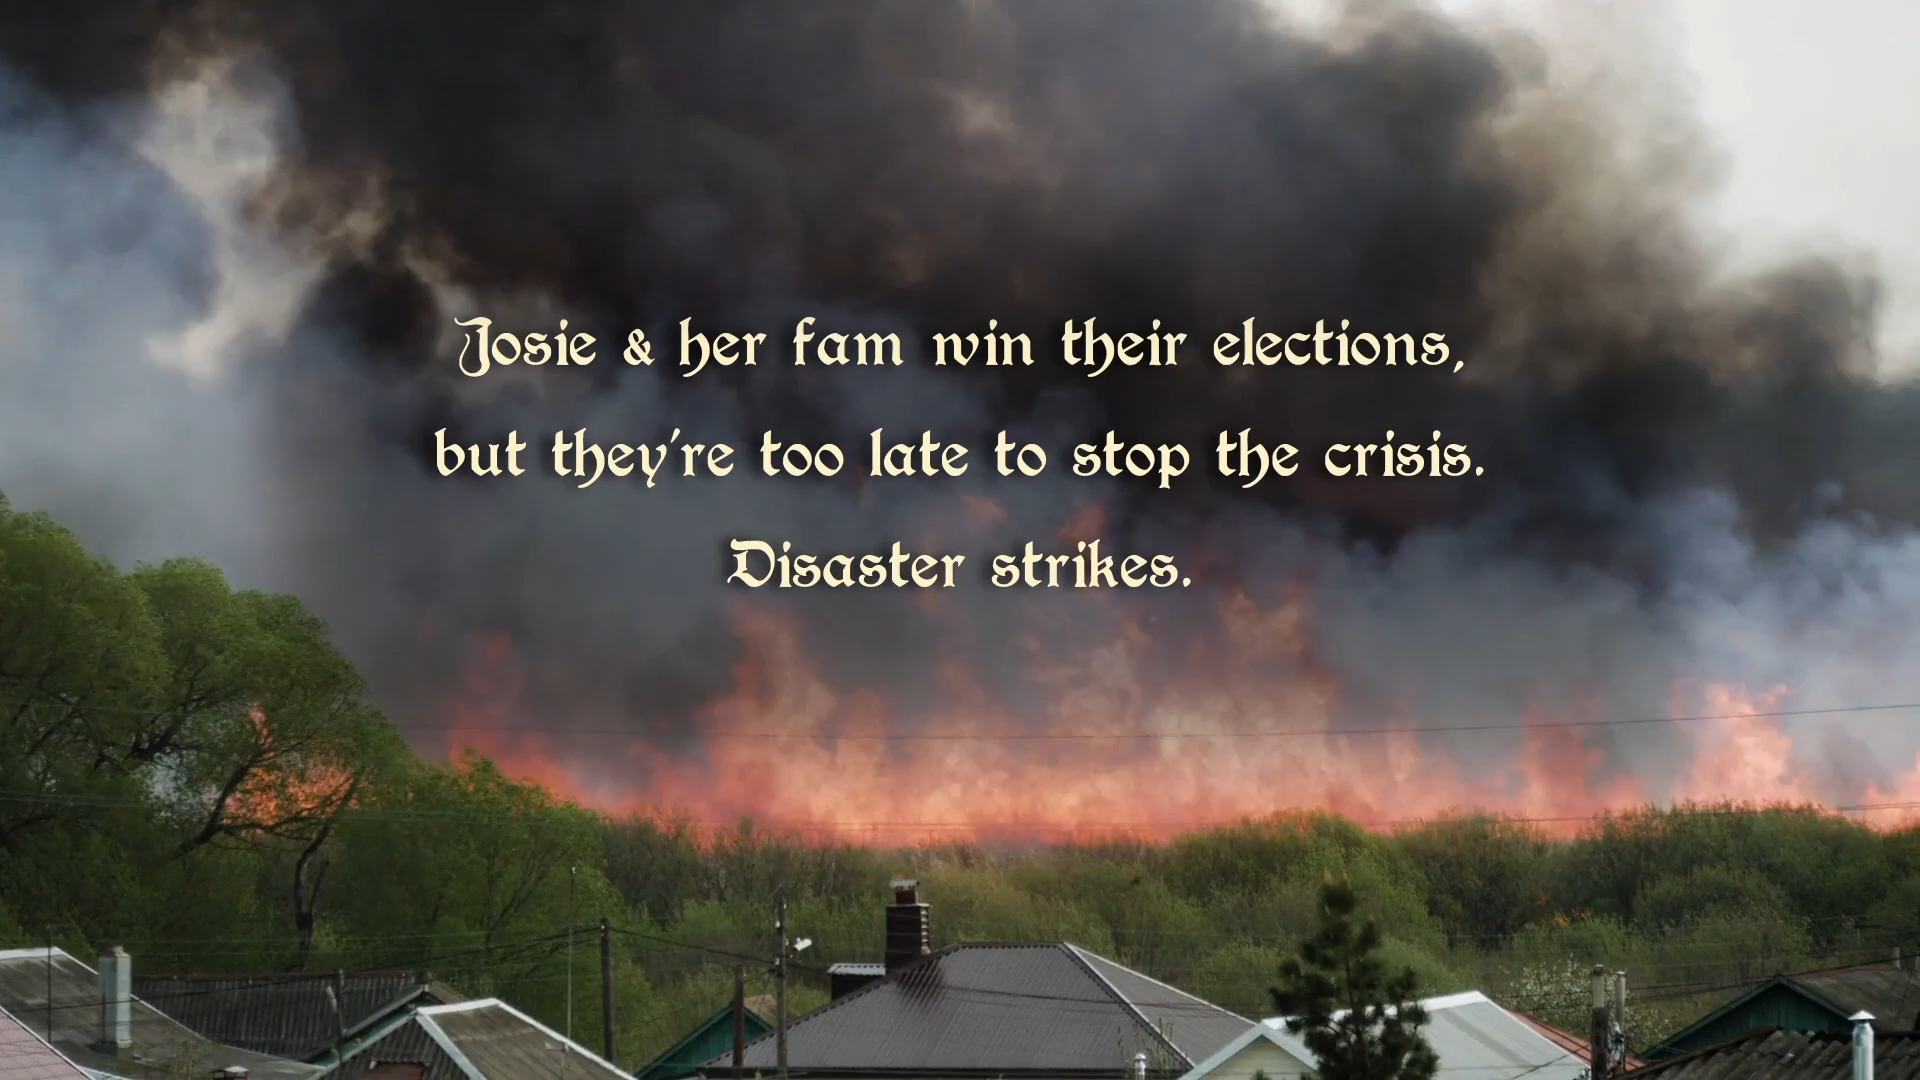 Josie & her fam win their elections,
but they're too late to stop the crisis.
Disaster strikes.